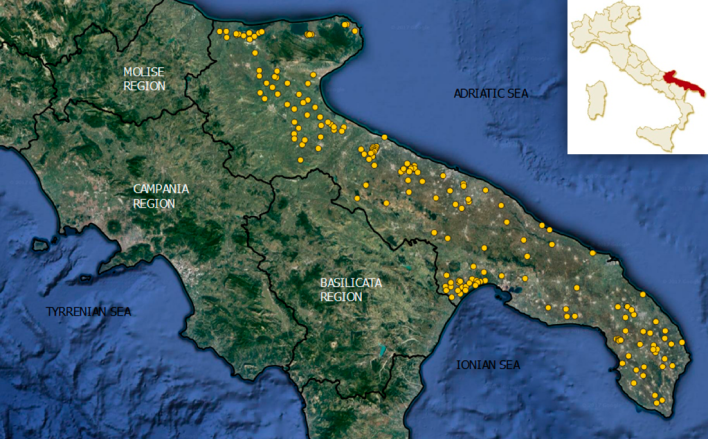 MOLISE
REGION
ADRIATIC SEA
CAMPANIA
REGION
BASILICATA
REGION
TYRRENIAN SEA
IONIAN SEA